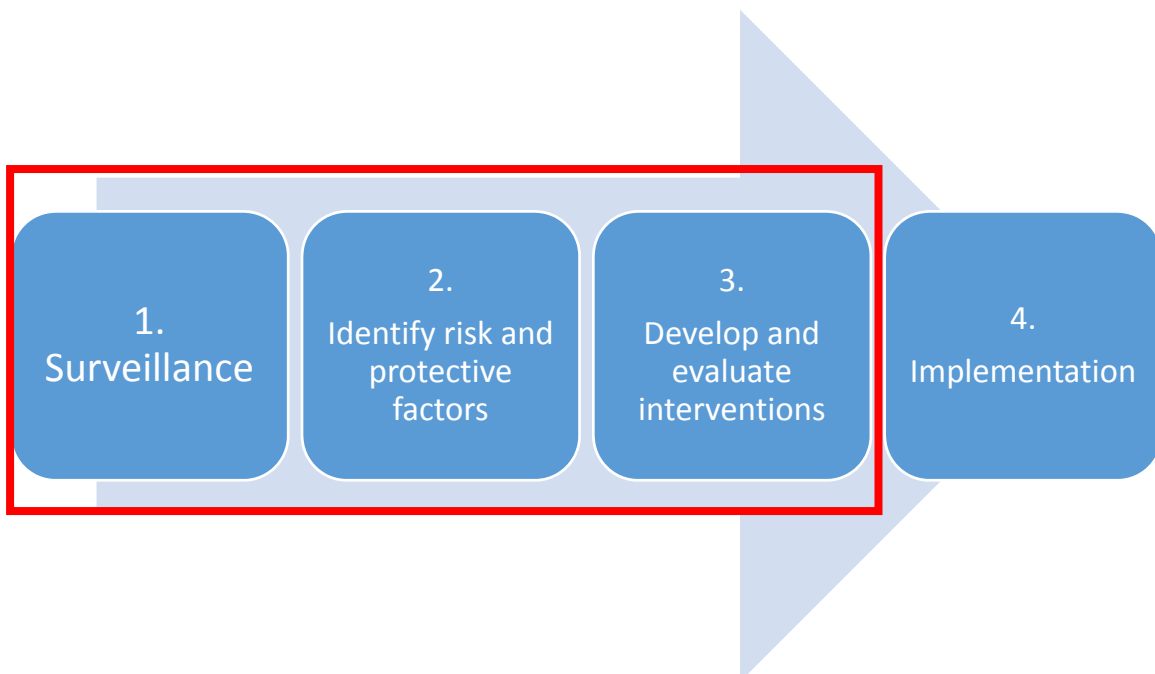 1.
Surveillance
2.
Identify risk and
protective
factors
3.
Develop and
evaluate
interventions
4.
Implementation